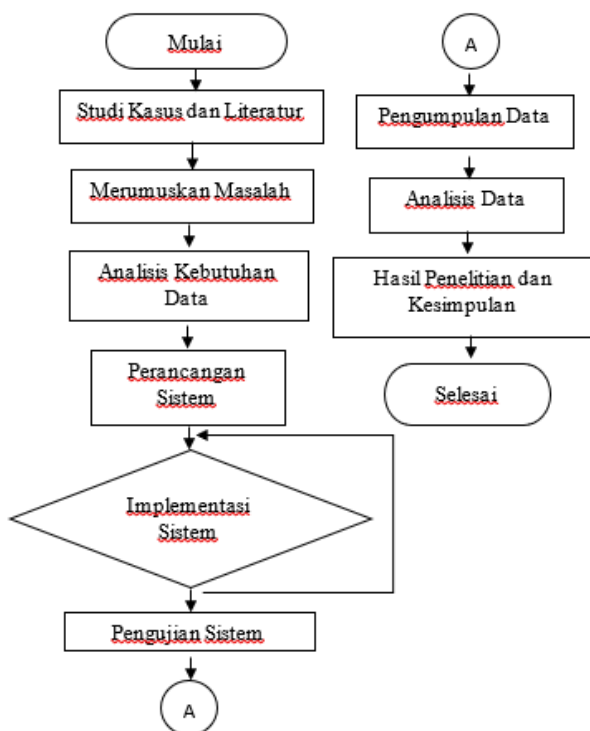 Mulai
Studi Kasus dan Literatur
Merumuskan Masalah
Analisis Kebutuhan
Data
Perancangan
Sistem
Implementasi
Sistem
Pengujian Sistem
A
A
Pengumpulan Data
Analisis Data
Hasil Penelitian dan
Kesimpulan
Selesai